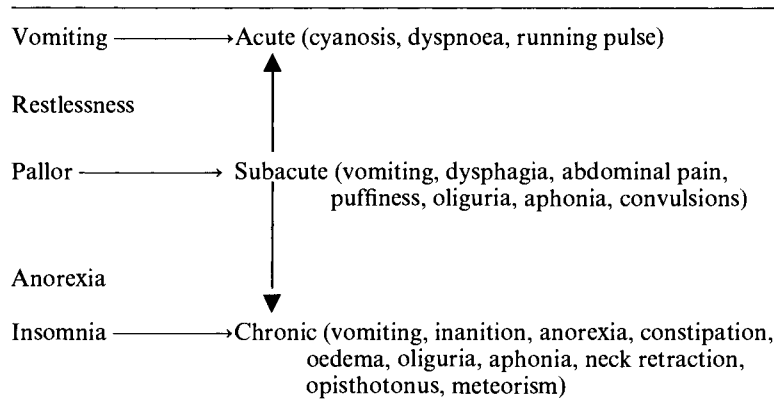 Vomiting → Acute (cyanosis, dyspnoea, running pulse)
Restlessness
Pallor → Subacute (vomiting, dysphagia, abdominal pain,
puffiness, oliguria, aphonia, convulsions)
Anorexia
Insomnia → Chronic (vomiting, inanition, anorexia, constipation,
oedema, oliguria, aphonia, neck retraction,
opisthotonus, meteorism)